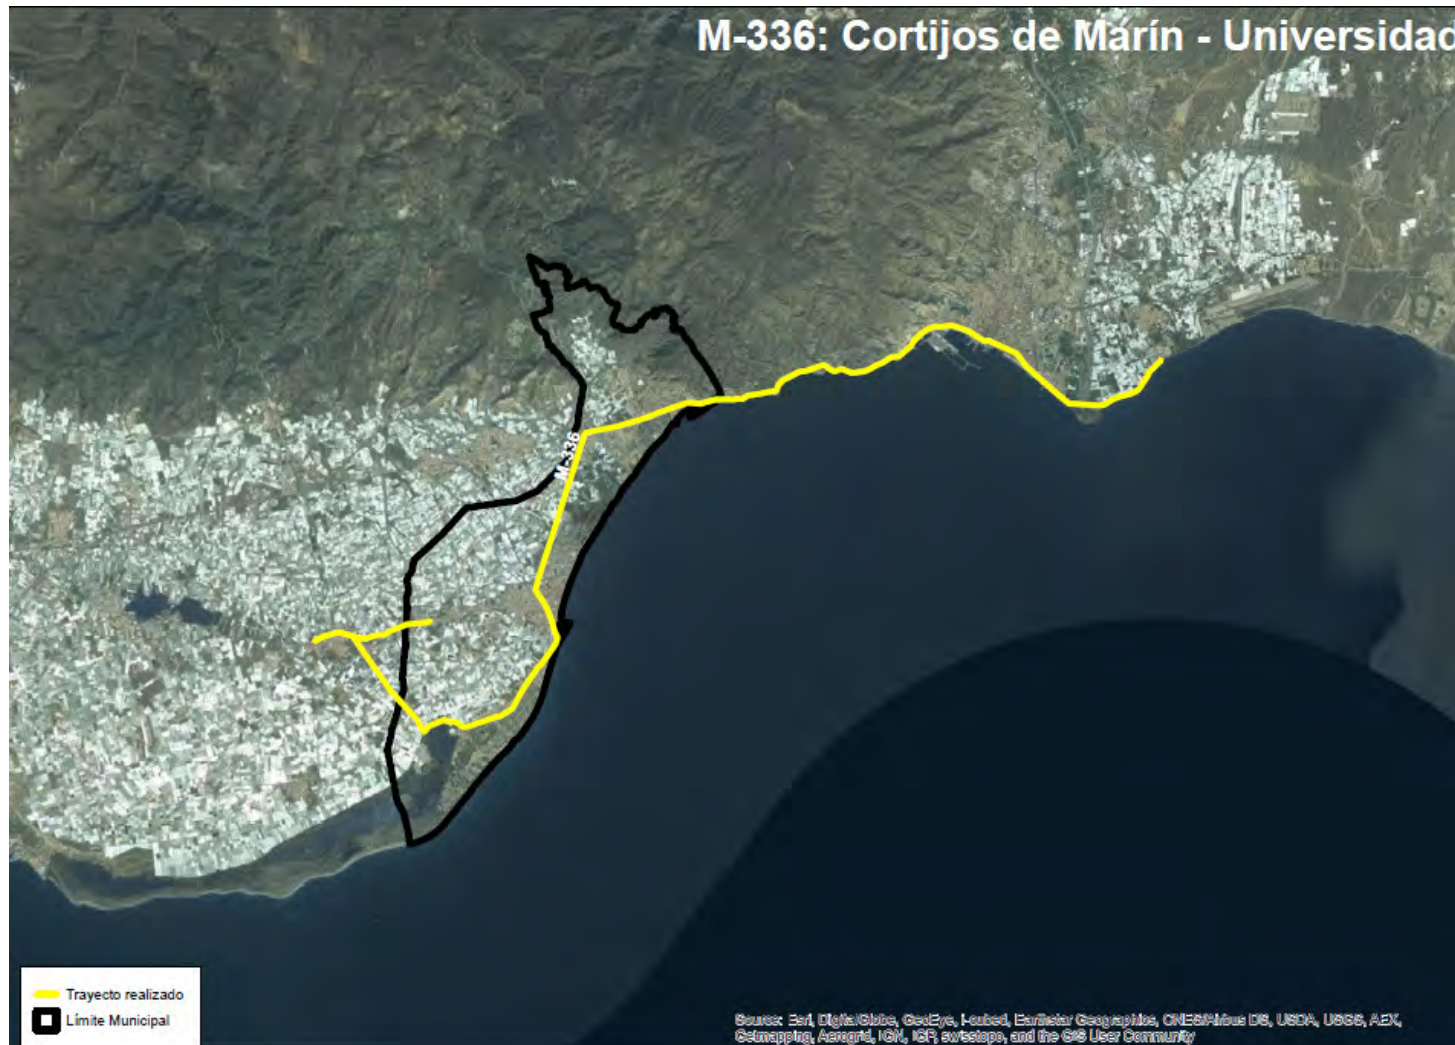 M-336: Cortijos de Marín - Universidad
M-336
Trayecto realizado
Límite Municipal
Source: Esri, DigitalGlobe, GeoEye, i-cubed, Earthstar Geographics, CNES/Airbus DS, USDA, USGS, AEX,
Getmapping, Aerogrid, IGN, IGP, swisstopo, and the GIS User Community